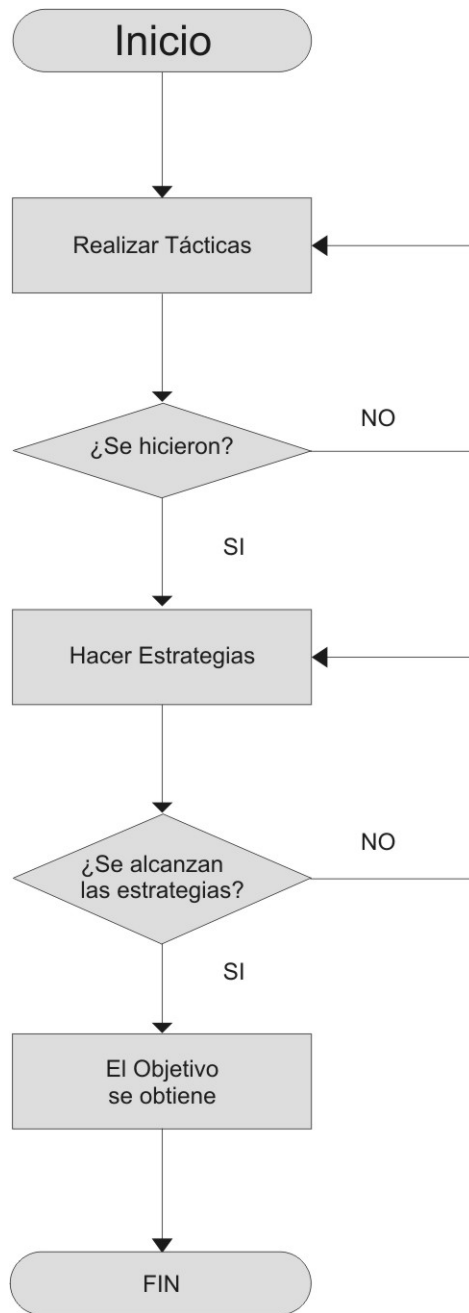 Inicio
Realizar Tácticas
¿Se hicieron?
NO
SI
Hacer Estrategias
¿Se alcanzan
las estrategias?
NO
SI
El Objetivo
se obtiene
FIN